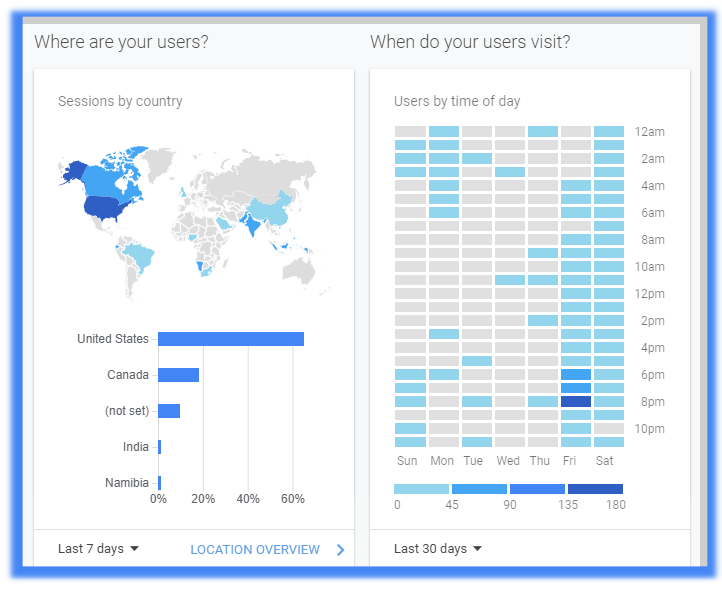 Where are your users?
When do your users visit?
Sessions by country
United States
Canada
(not set)
India
Namibia
0% 20% 40% 60%
Last 7 days
LOCATION OVERVIEW
Users by time of day
12am
2am
4am
6am
8am
10am
12pm
2pm
4pm
6pm
8pm
10pm
Sun Mon Tue Wed Thu Fri Sat
0 45 90 135 180
Last 30 days